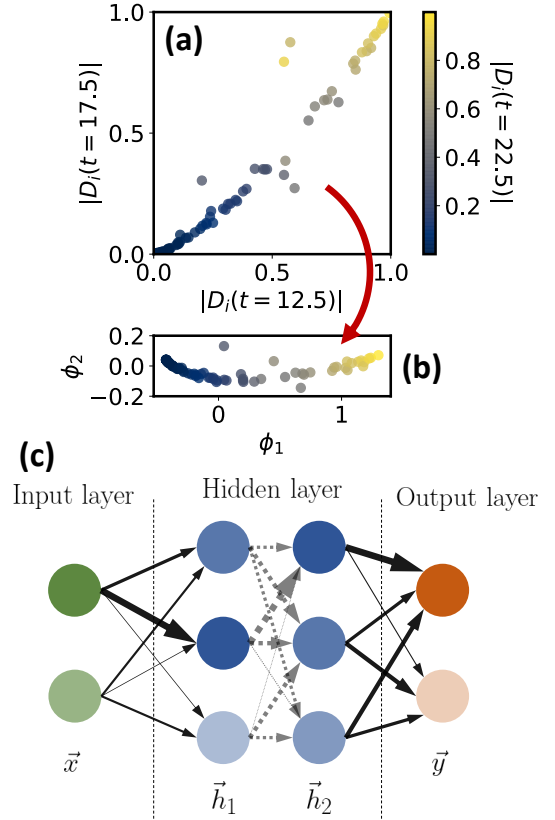 (a)
1.0
0.5
0.0
|D_i(t = 17.5)|
0.0 0.5 1.0
|D_i(t = 12.5)|
0.8
0.6
0.4
0.2
|D_i(t = 22.5)|
0.2
0.0
−0.2
ϕ_2
(b)
0 1
ϕ_1
(c)
Input layer Hidden layer Output layer
x⃗ h⃗_1 h⃗_2 y⃗